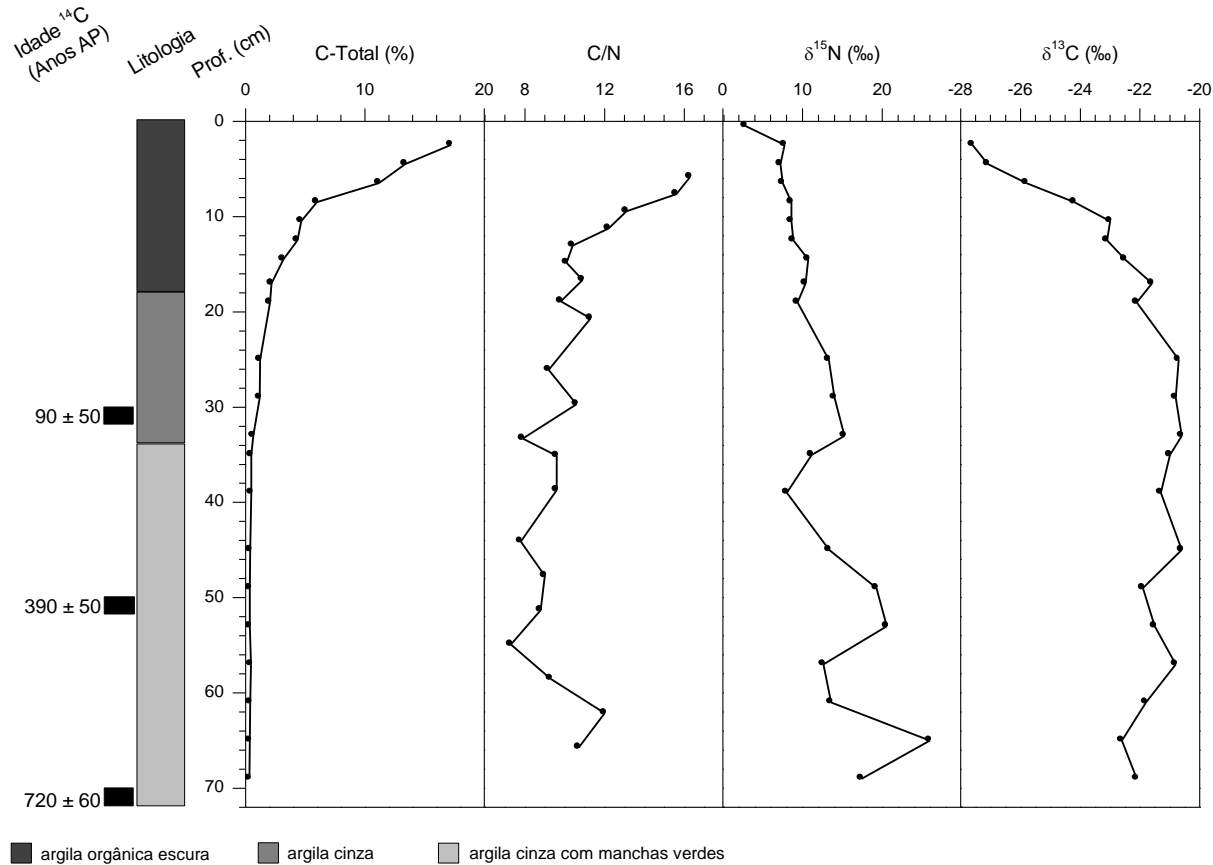 Idade ¹⁴C
(Anos AP)
Litologia
Prof. (cm)
C-Total (%)
C/N
δ¹⁵N (‰)
δ¹³C (‰)
0 10 20
8 12 16
0 10 20
-28 -26 -24 -22 -20
0
10
20
30
40
50
60
70
90 ± 50
390 ± 50
720 ± 60
argila orgânica escura
argila cinza
argila cinza com manchas verdes